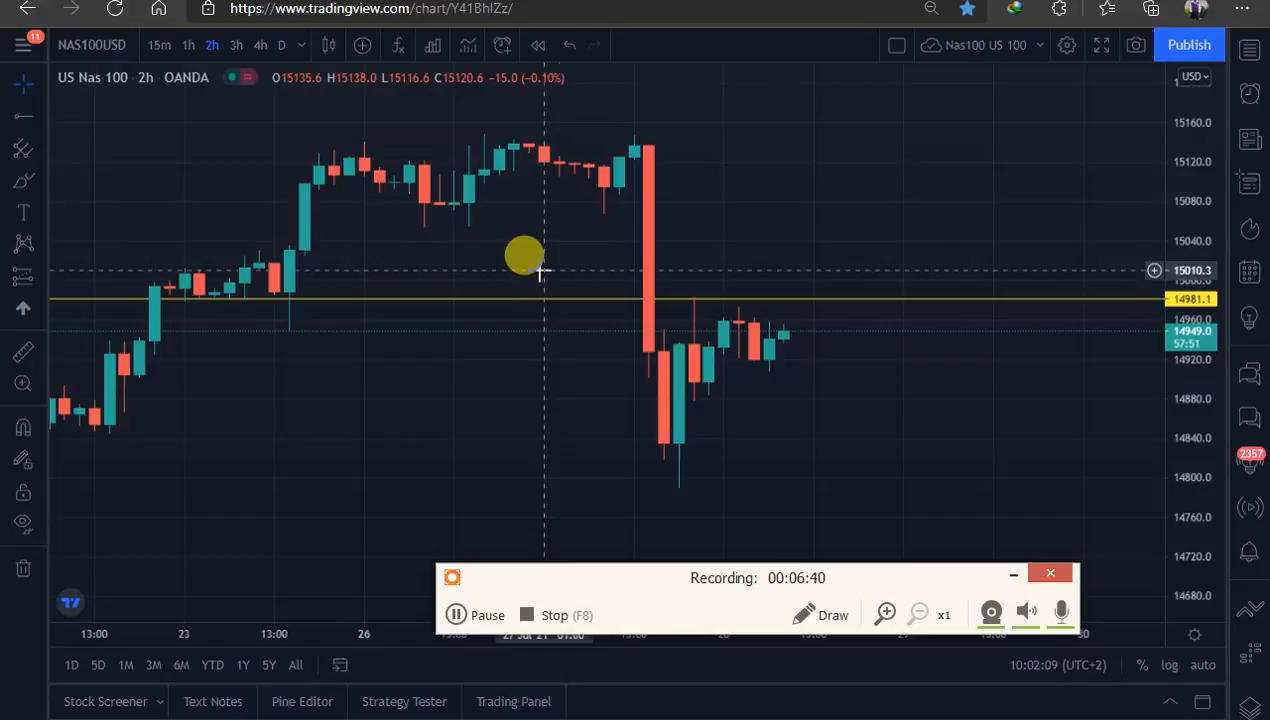 https://www.tradingview.com/chart/Y41BhlZz/
11
NAS100USD 15m 1h 2h 3h 4h D Nas100 US 100 Publish
US Nas 100 · 2h · OANDA O15135.6 H15138.0 L15116.6 C15120.6 −15.0 (−0.10%) USD
15160.0
15120.0
15080.0
15040.0
15010.3
15000.0
14981.1
14960.0
14949.0
57:51
14920.0
14880.0
14840.0
14800.0
14760.0
14720.0
14680.0
2357
Recording: 00:06:40
Pause Stop (F8) Draw x1
13:00 23 13:00 26 01:00 29 30
1D 5D 1M 3M 6M YTD 1Y 5Y All 10:02:09 (UTC+2) % log auto
Stock Screener Text Notes Pine Editor Strategy Tester Trading Panel